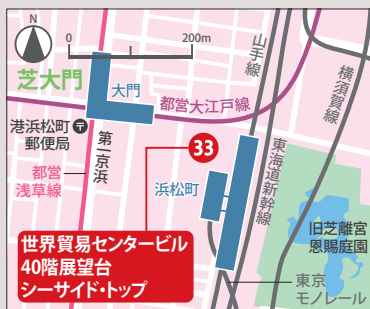 N
0 200m
芝大門
大門
山手線
横須賀線
都営大江戸線
港浜松町
郵便局
都営
浅草線
第一京浜
33
浜松町
東海道新幹線
旧芝離宮
恩賜庭園
世界貿易センタービル
40階展望台
シーサイド・トップ
東京
モノレール